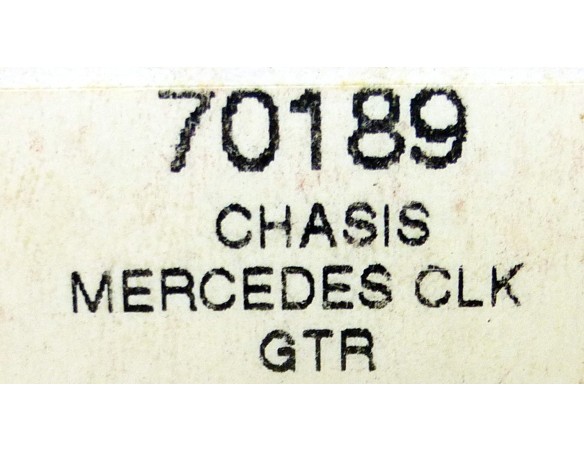 70189
CHASIS
MERCEDES CLK
GTR